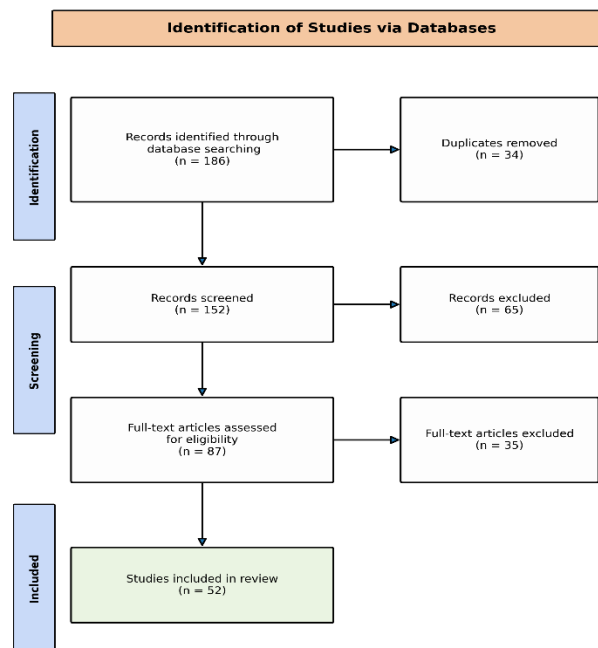 Identification of Studies via Databases
Identification
Records identified through
database searching
(n = 186)
Duplicates removed
(n = 34)
Screening
Records screened
(n = 152)
Records excluded
(n = 65)
Full-text articles assessed
for eligibility
(n = 87)
Full-text articles excluded
(n = 35)
Included
Studies included in review
(n = 52)